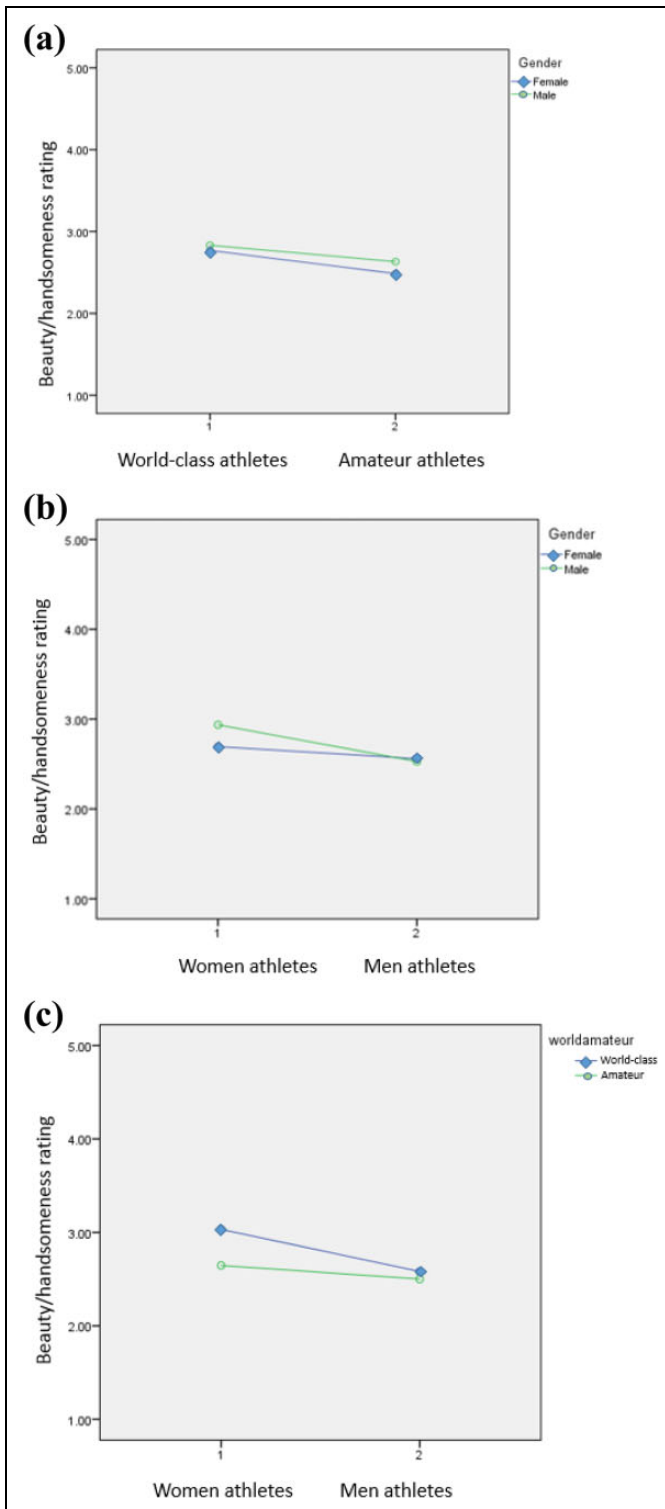 (a)
Beauty/handsomeness rating
5.00
4.00
3.00
2.00
1.00
1
2
World-class athletes Amateur athletes
Gender
Female
Male
(b)
Beauty/handsomeness rating
5.00
4.00
3.00
2.00
1.00
1
2
Women athletes Men athletes
Gender
Female
Male
(c)
Beauty/handsomeness rating
5.00
4.00
3.00
2.00
1.00
1
2
Women athletes Men athletes
worldamateur
World-class
Amateur